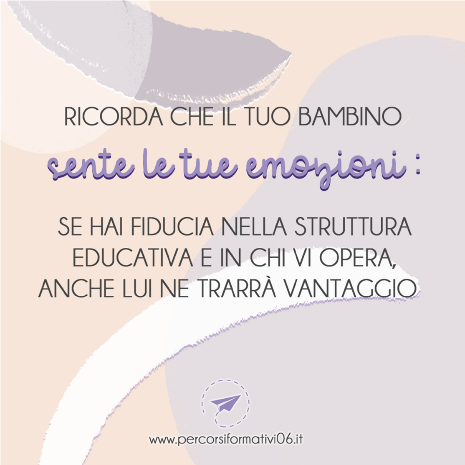 RICORDA CHE IL TUO BAMBINO
sente le tue emozioni :
SE HAI FIDUCIA NELLA STRUTTURA
EDUCATIVA E IN CHI VI OPERA,
ANCHE LUI NE TRARRÀ VANTAGGIO
www.percorsiformativi06.it